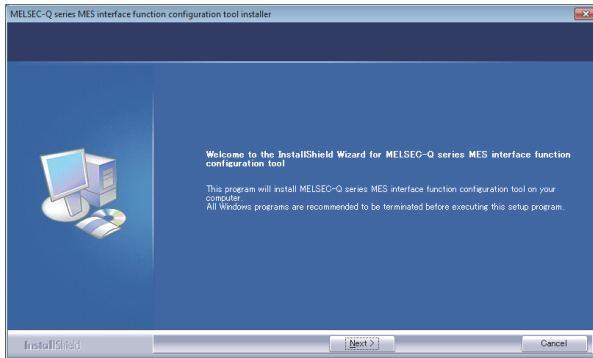 MELSEC-Q series MES interface function configuration tool installer
Welcome to the InstallShield Wizard for MELSEC-Q series MES interface function
configuration tool
This program will install MELSEC-Q series MES interface function configuration tool on your
computer.
All Windows programs are recommended to be terminated before executing this setup program.
InstallShield
Next >
Cancel